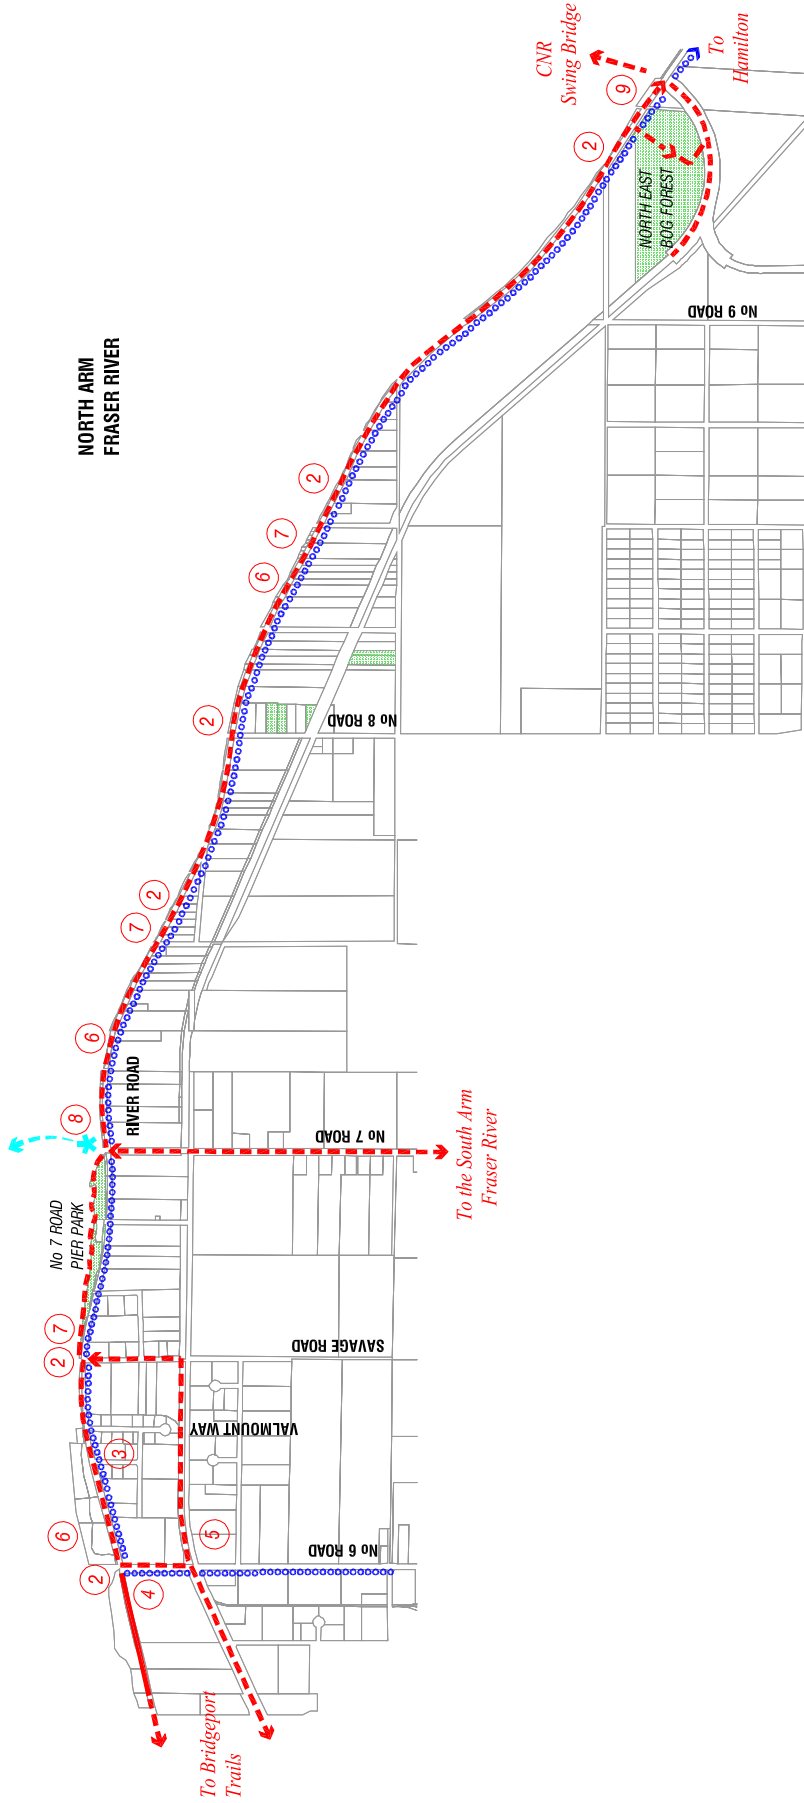 CNR
Swing Bridge
To
Hamilton
9
2
NORTH EAST
BOG FOREST
No 9 ROAD
NORTH ARM
FRASER RIVER
2
7
6
2
No 8 ROAD
2
7
6
RIVER ROAD
8
No 7 ROAD
To the South Arm
Fraser River
No 7 ROAD
PIER PARK
7
2
SAVAGE ROAD
VALMOUNT WAY
3
6
5
No 6 ROAD
2
4
To Bridgeport
Trails